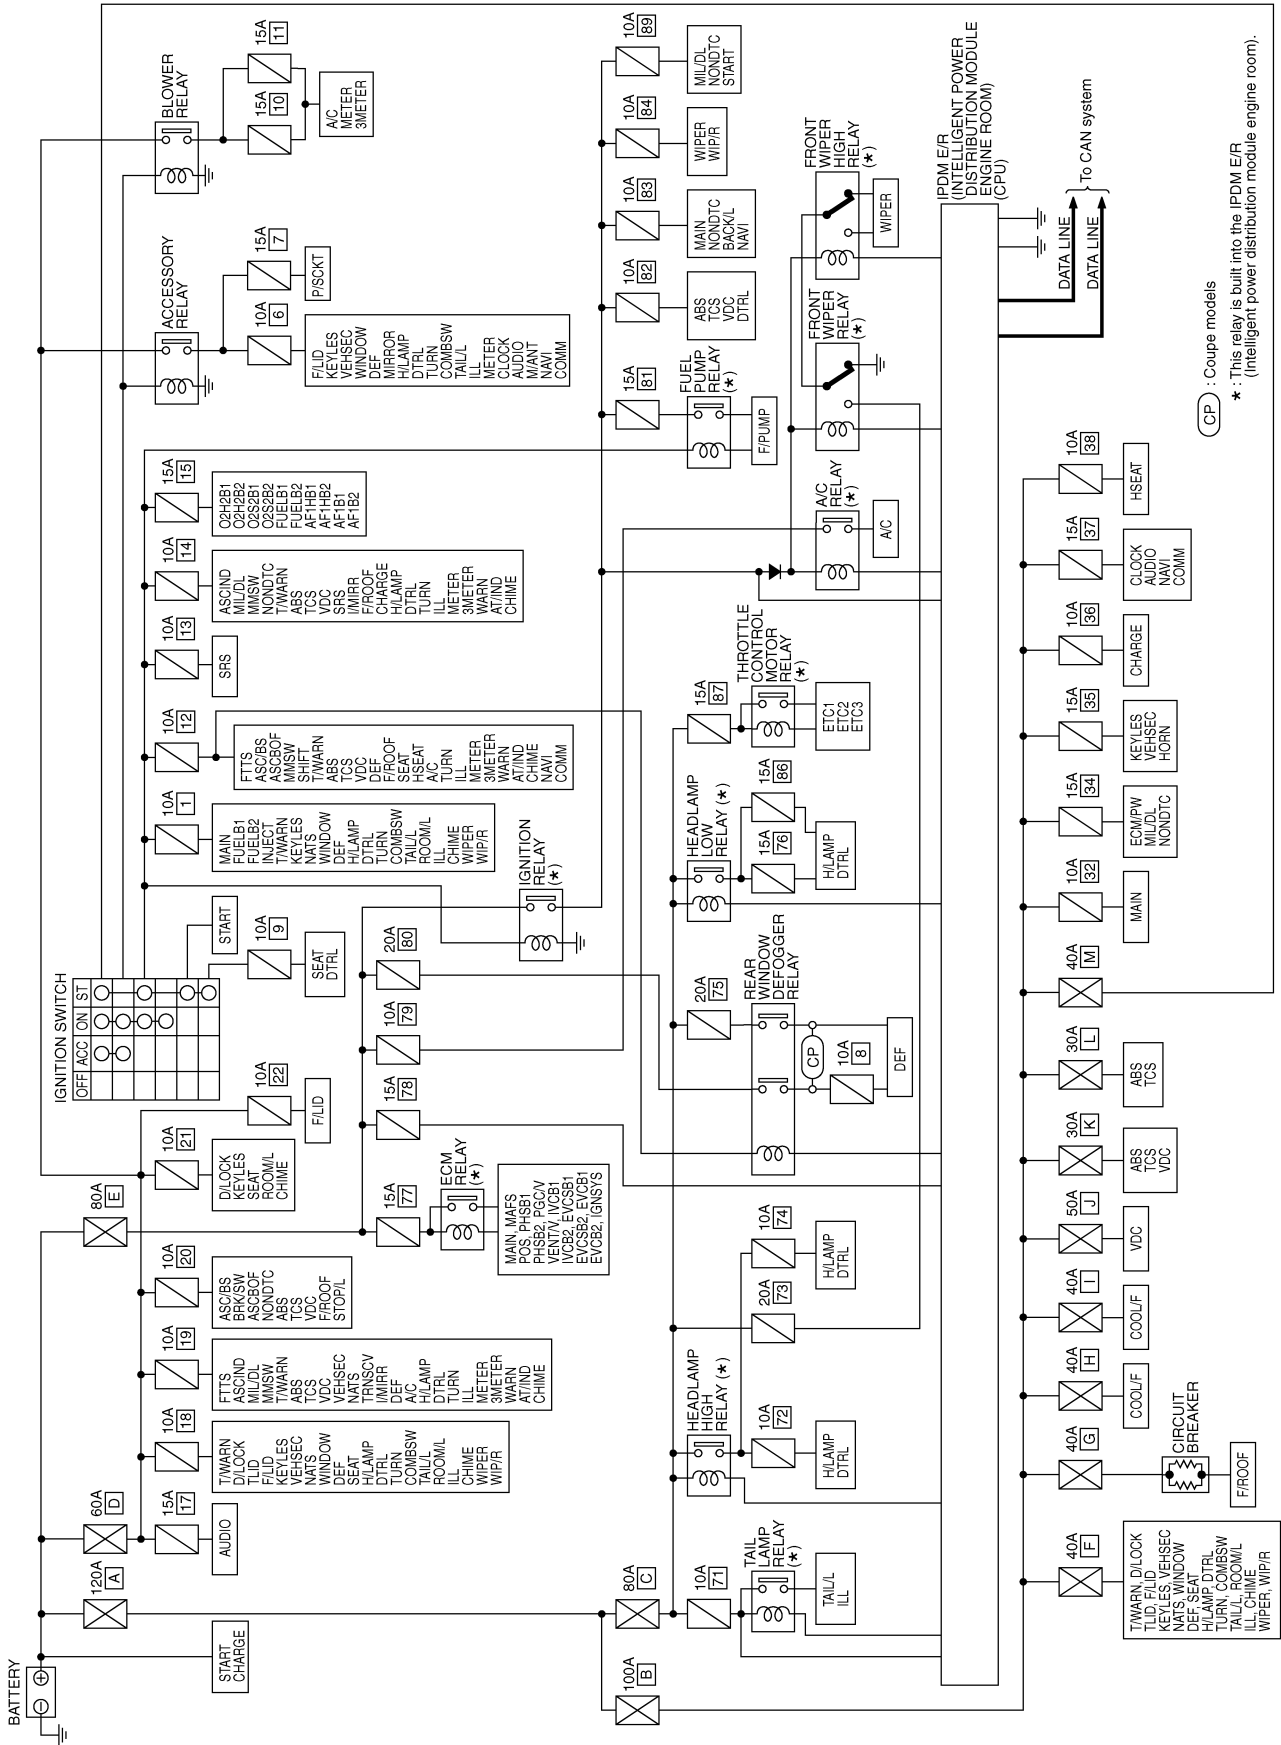 BATTERY
START
CHARGE
120A
A
60A
D
15A
17
AUDIO
10A
18
T/WARN
D/LOCK
TLID
F/LID
KEYLES
VEHSEC
NATS
WINDOW
DEF
SEAT
H/LAMP
DTRL
TURN
COMBSW
TAIL/L
ROOM/L
ILL
CHIME
WIPER
WIP/R
10A
19
FTTS
ASCIND
MIL/DL
MMSW
T/WARN
ABS
TCS
VDC
VEHSEC
NATS
TRNSCV
I/MIRR
DEF
A/C
H/LAMP
DTRL
TURN
ILL
METER
3METER
WARN
AT/IND
CHIME
10A
20
ASC/BS
BRK/SW
ASCBOF
NONDTC
ABS
TCS
VDC
F/ROOF
STOP/L
80A
E
10A
21
D/LOCK
KEYLES
SEAT
ROOM/L
CHIME
10A
22
F/LID
IGNITION SWITCH
OFF ACC ON ST
START
10A
9
SEAT
DTRL
10A
1
MAIN
FUELB1
FUELB2
INJECT
T/WARN
KEYLES
NATS
WINDOW
DEF
H/LAMP
DTRL
TURN
COMBSW
TAIL/L
ROOM/L
ILL
CHIME
WIPER
WIP/R
10A
12
FTTS
ASC/BS
ASCBOF
MMSW
SHIFT
T/WARN
ABS
TCS
VDC
DEF
F/ROOF
SEAT
HSEAT
A/C
TURN
ILL
METER
3METER
WARN
AT/IND
CHIME
NAVI
COMM
10A
13
SRS
10A
14
ASCIND
MIL/DL
MMSW
NONDTC
T/WARN
ABS
TCS
VDC
SRS
I/MIRR
F/ROOF
CHARGE
H/LAMP
DTRL
TURN
ILL
METER
3METER
WARN
AT/IND
CHIME
15A
15
O2H2B1
O2H2B2
O2S2B1
O2S2B2
FUELB1
FUELB2
AF1HB1
AF1HB2
AF1B1
AF1B2
ACCESSORY
RELAY
10A
6
F/LID
KEYLES
VEHSEC
WINDOW
DEF
MIRROR
H/LAMP
DTRL
TURN
COMBSW
TAIL/L
ILL
METER
CLOCK
AUDIO
M/ANT
NAVI
COMM
15A
7
P/SCKT
BLOWER
RELAY
15A
10
15A
11
A/C
METER
3METER
15A
77
ECM
RELAY
(*)
MAIN, MAFS
POS, PHSB1
PHSB2, PGC/V
VENT/V, IVCB1
IVCB2, EVCSB1
EVCSB2, EVCB1
EVCB2, IGNSYS
15A
78
10A
79
20A
80
IGNITION
RELAY
(*)
15A
81
FUEL
PUMP
RELAY
(*)
F/PUMP
10A
82
ABS
TCS
VDC
DTRL
10A
83
MAIN
NONDTC
BACK/L
NAVI
10A
84
WIPER
WIP/R
10A
89
MIL/DL
NONDTC
START
100A
B
80A
C
10A
71
TAIL
LAMP
RELAY
(*)
TAIL/L
ILL
HEADLAMP
HIGH
RELAY (*)
10A
72
H/LAMP
DTRL
20A
73
10A
74
H/LAMP
DTRL
20A
75
REAR
WINDOW
DEFOGGER
RELAY
CP
10A
8
DEF
HEADLAMP
LOW
RELAY (*)
15A
76
15A
86
H/LAMP
DTRL
15A
87
THROTTLE
CONTROL
MOTOR
RELAY
(*)
ETC1
ETC2
ETC3
A/C
RELAY
(*)
A/C
FRONT
WIPER
RELAY
(*)
FRONT
WIPER
HIGH
RELAY
(*)
WIPER
IPDM E/R
(INTELLIGENT POWER
DISTRIBUTION MODULE
ENGINE ROOM)
(CPU)
DATA LINE
DATA LINE
To CAN system
40A
F
T/WARN, D/LOCK
TLID, F/LID
KEYLES, VEHSEC
NATS, WINDOW
DEF, SEAT
H/LAMP, DTRL
TURN, COMBSW
TAIL/L, ROOM/L
ILL, CHIME
WIPER, WIP/R
40A
G
CIRCUIT
BREAKER
F/ROOF
40A
H
COOL/F
40A
I
COOL/F
50A
J
VDC
30A
K
ABS
TCS
VDC
30A
L
ABS
TCS
40A
M
10A
32
MAIN
15A
34
ECM/PW
MIL/DL
NONDTC
15A
35
KEYLES
VEHSEC
HORN
10A
36
CHARGE
15A
37
CLOCK
AUDIO
NAVI
COMM
10A
38
HSEAT
CP : Coupe models
* : This relay is built into the IPDM E/R
(Intelligent power distribution module engine room).